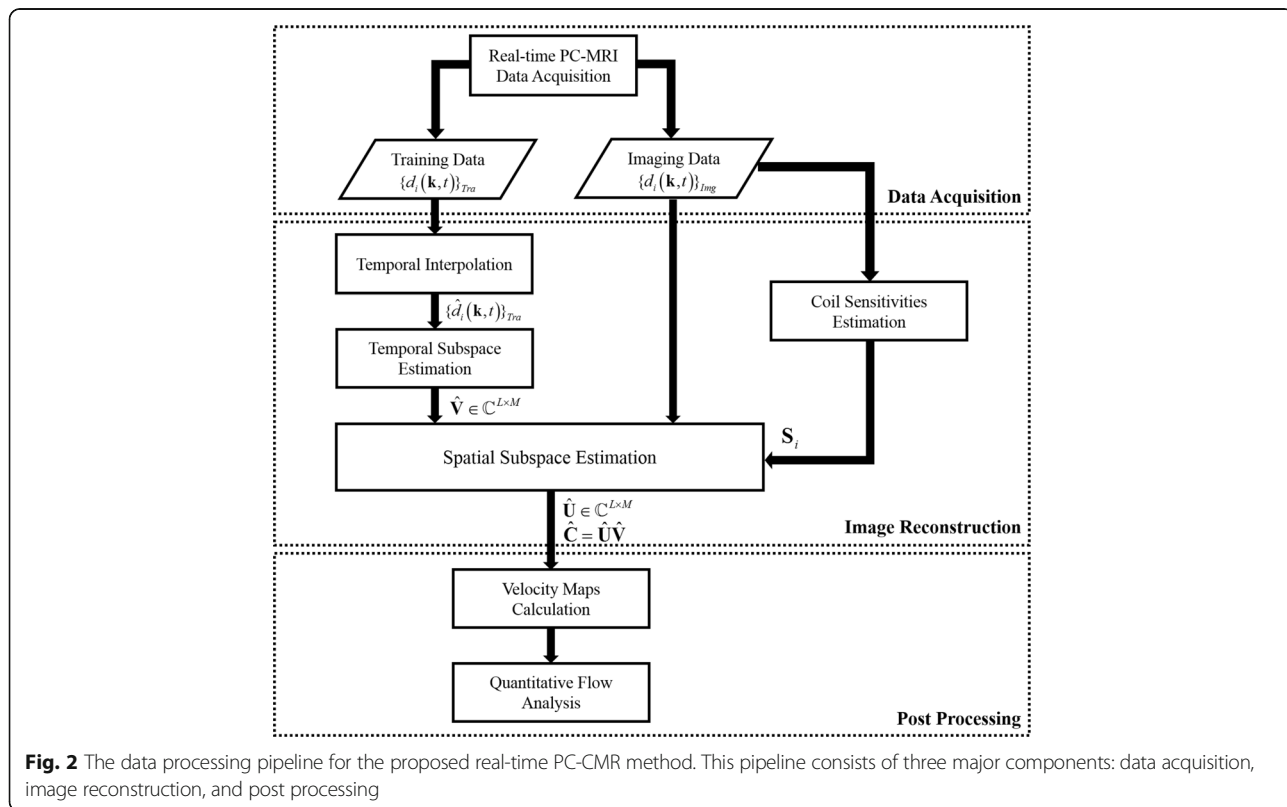 Real-time PC-MRI
Data Acquisition
Training Data
{d_i(k,t)}_Tra
Imaging Data
{d_i(k,t)}_Img
Data Acquisition
Temporal Interpolation
{d̂_i(k,t)}_Tra
Temporal Subspace
Estimation
V̂ ∈ ℂ^{L×M}
Coil Sensitivities
Estimation
S_i
Spatial Subspace Estimation
Û ∈ ℂ^{L×M}
Ĉ = ÛV̂
Image Reconstruction
Velocity Maps
Calculation
Quantitative Flow
Analysis
Post Processing
Fig. 2 The data processing pipeline for the proposed real-time PC-CMR method. This pipeline consists of three major components: data acquisition,
image reconstruction, and post processing